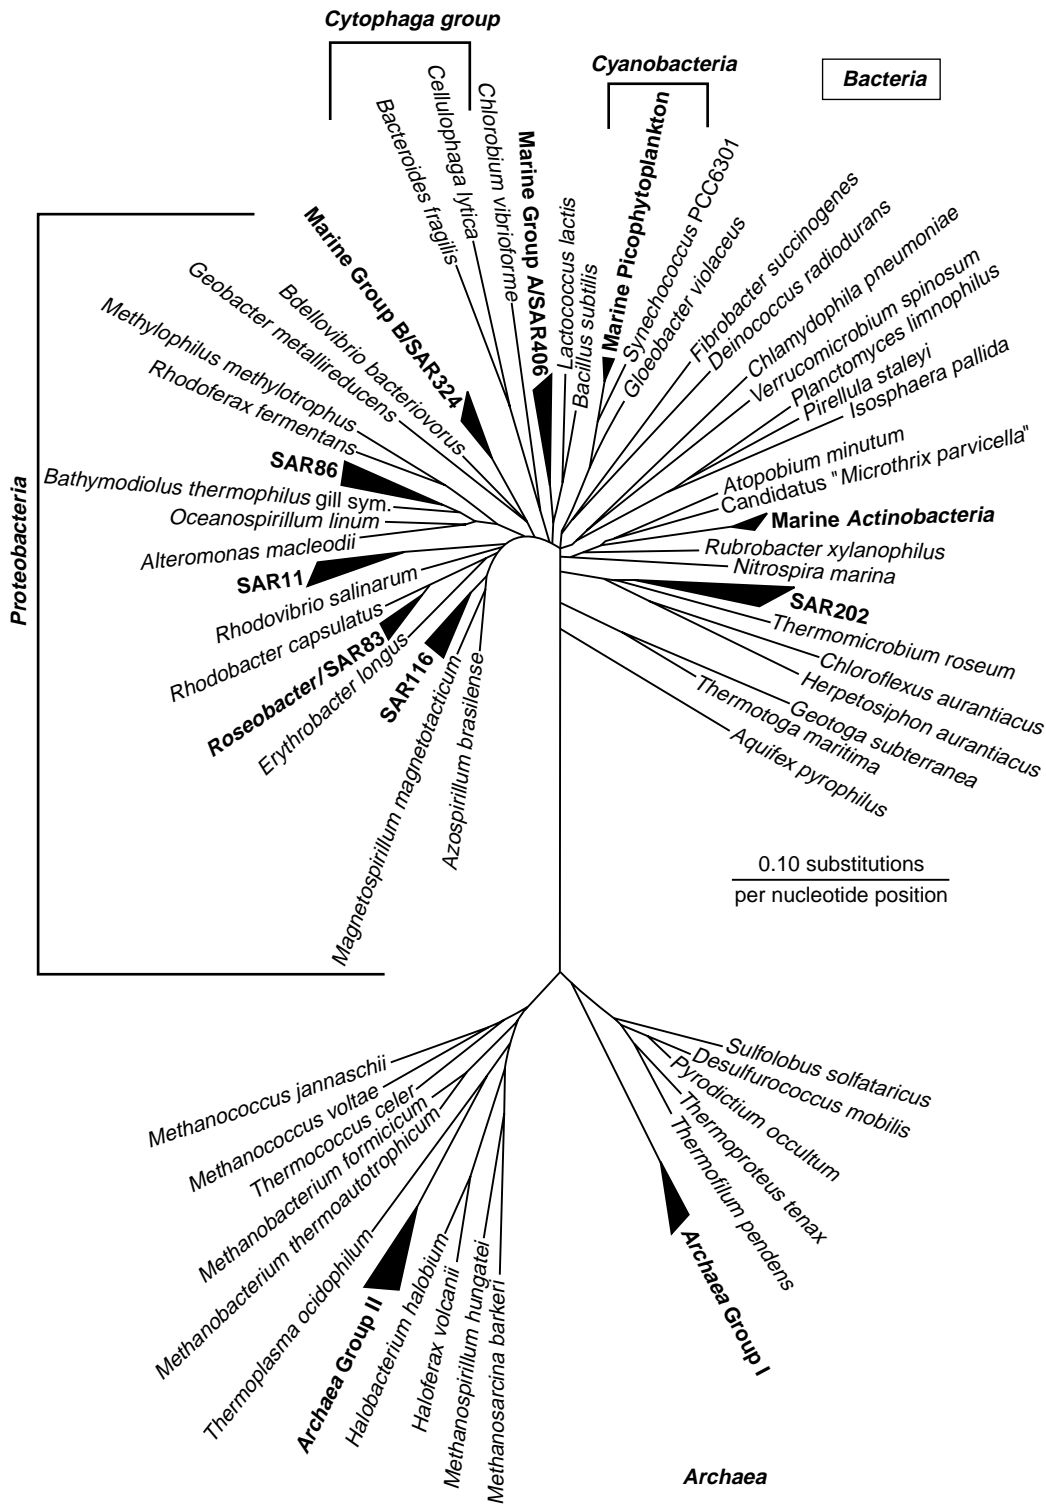 Cytophaga group
Cyanobacteria
Bacteria
Proteobacteria
Bacteroides fragilis
Cellulophaga lytica
Chlorobium vibrioforme
Marine Group A/SAR406
Lactococcus lactis
Bacillus subtilis
Marine Picophytoplankton
Synechococcus PCC6301
Gloeobacter violaceus
Fibrobacter succinogenes
Deinococcus radiodurans
Chlamydophila pneumoniae
Verrucomicrobium spinosum
Planctomyces limnophilus
Pirellula staleyi
Isosphaera pallida
Atopobium minutum
Candidatus "Microthrix parvicella"
Marine Actinobacteria
Rubrobacter xylanophilus
Nitrospira marina
SAR202
Thermomicrobium roseum
Chloroflexus aurantiacus
Herpetosiphon aurantiacus
Geotoga subterranea
Thermotoga maritima
Aquifex pyrophilus
Marine Group B/SAR324
Bdellovibrio bacteriovorus
Geobacter metallireducens
Methylophilus methylotrophus
Rhodoferax fermentans
SAR86
Bathymodiolus thermophilus gill sym.
Oceanospirillum linum
Alteromonas macleodii
SAR11
Rhodovibrio salinarum
Rhodobacter capsulatus
Roseobacter/SAR83
Erythrobacter longus
SAR116
Magnetospirillum magnetotacticum
Azospirillum brasilense
0.10 substitutions
per nucleotide position
Methanococcus jannaschii
Methanococcus voltae
Thermococcus celer
Methanobacterium formicicum
Methanobacterium thermoautotrophicum
Thermoplasma ocidophilum
Archaea Group II
Halobacterium halobium
Haloferax volcanii
Methanospirillum hungatei
Methanosarcina barkeri
Sulfolobus solfataricus
Desulfurococcus mobilis
Pyrodictium occultum
Thermoproteus tenax
Thermofilum pendens
Archaea Group I
Archaea